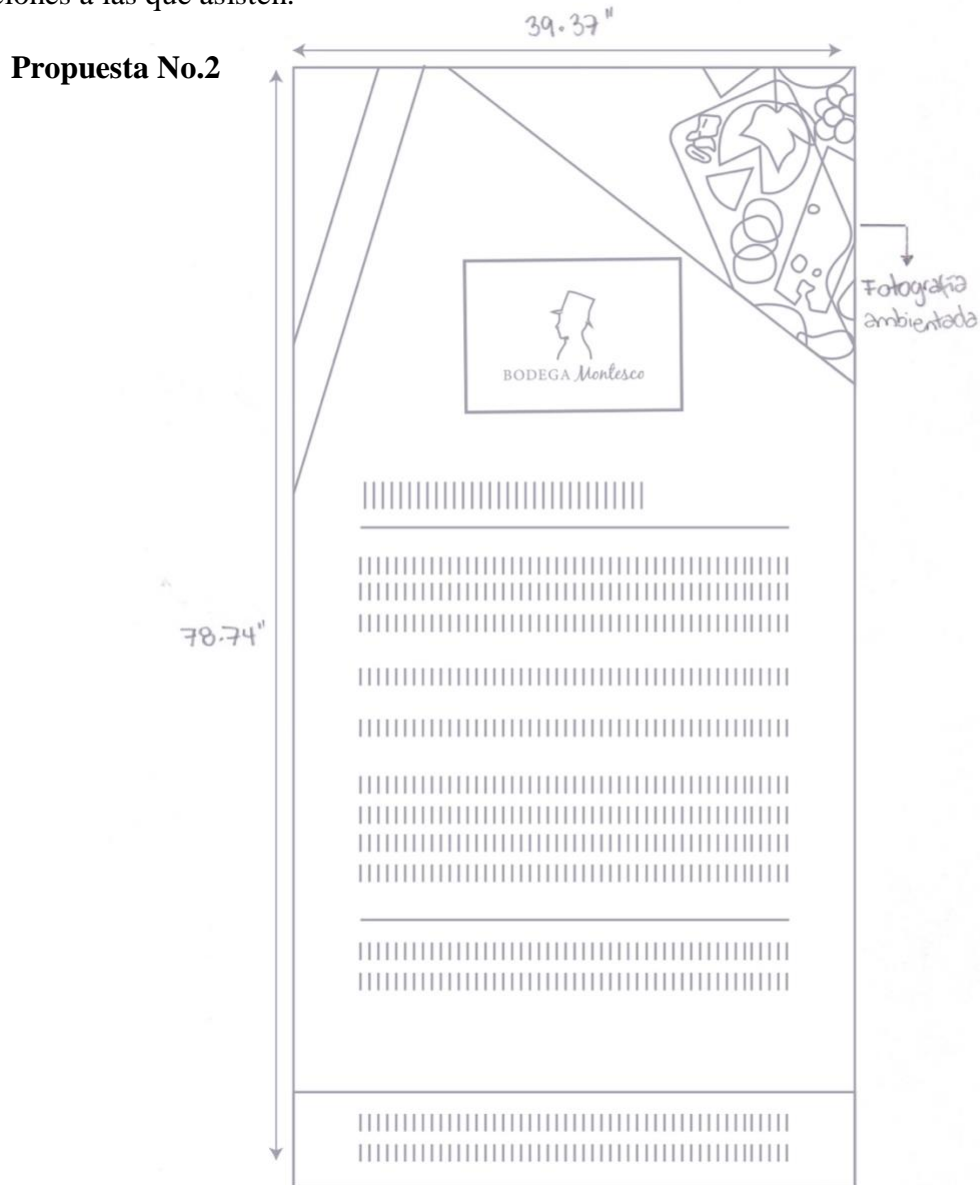 ciones a las que asisten.
39.37"
Propuesta No.2
Fotografía
ambientada
BODEGA Montesco
78.74"